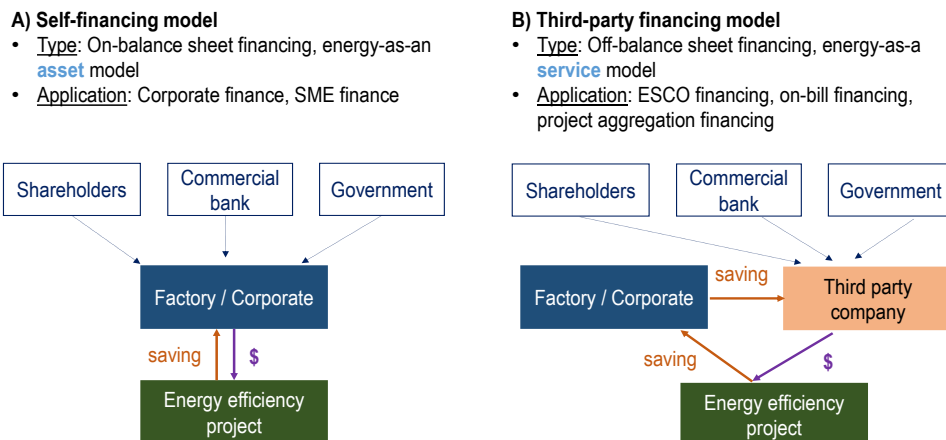 A) Self-financing model
• Type: On-balance sheet financing, energy-as-an
asset model
• Application: Corporate finance, SME finance
Shareholders
Commercial
bank
Government
Factory / Corporate
saving
$
Energy efficiency
project
B) Third-party financing model
• Type: Off-balance sheet financing, energy-as-a
service model
• Application: ESCO financing, on-bill financing,
project aggregation financing
Shareholders
Commercial
bank
Government
Factory / Corporate
saving
Third party
company
saving
$
Energy efficiency
project